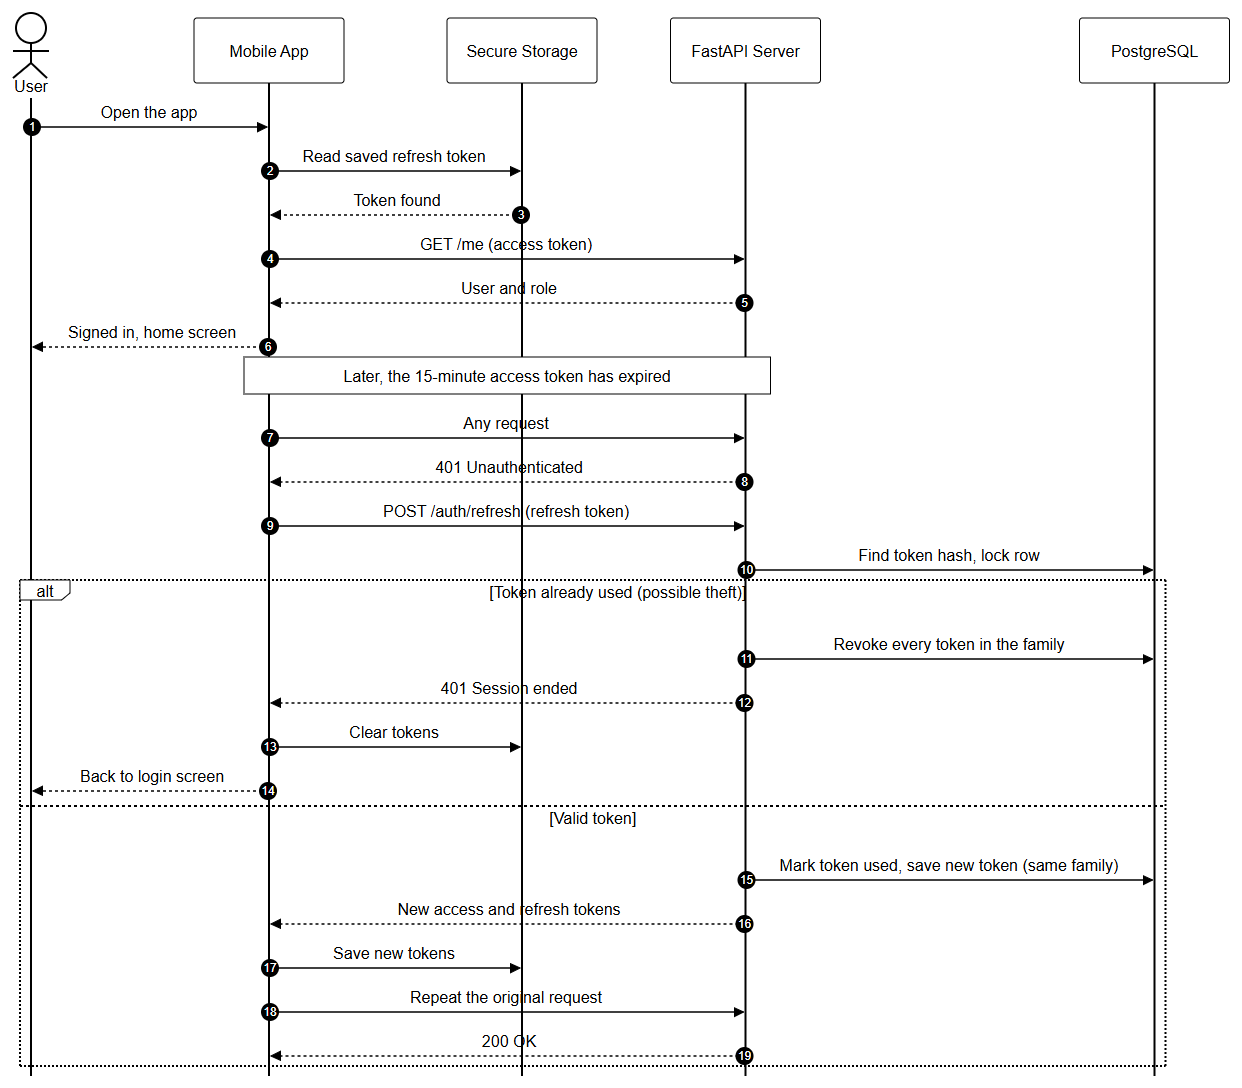 User
Mobile App
Secure Storage
FastAPI Server
PostgreSQL
1
Open the app
2
Read saved refresh token
3
Token found
4
GET /me (access token)
5
User and role
6
Signed in, home screen
Later, the 15-minute access token has expired
7
Any request
8
401 Unauthenticated
9
POST /auth/refresh (refresh token)
10
Find token hash, lock row
alt
[Token already used (possible theft)]
11
Revoke every token in the family
12
401 Session ended
13
Clear tokens
14
Back to login screen
[Valid token]
15
Mark token used, save new token (same family)
16
New access and refresh tokens
17
Save new tokens
18
Repeat the original request
19
200 OK